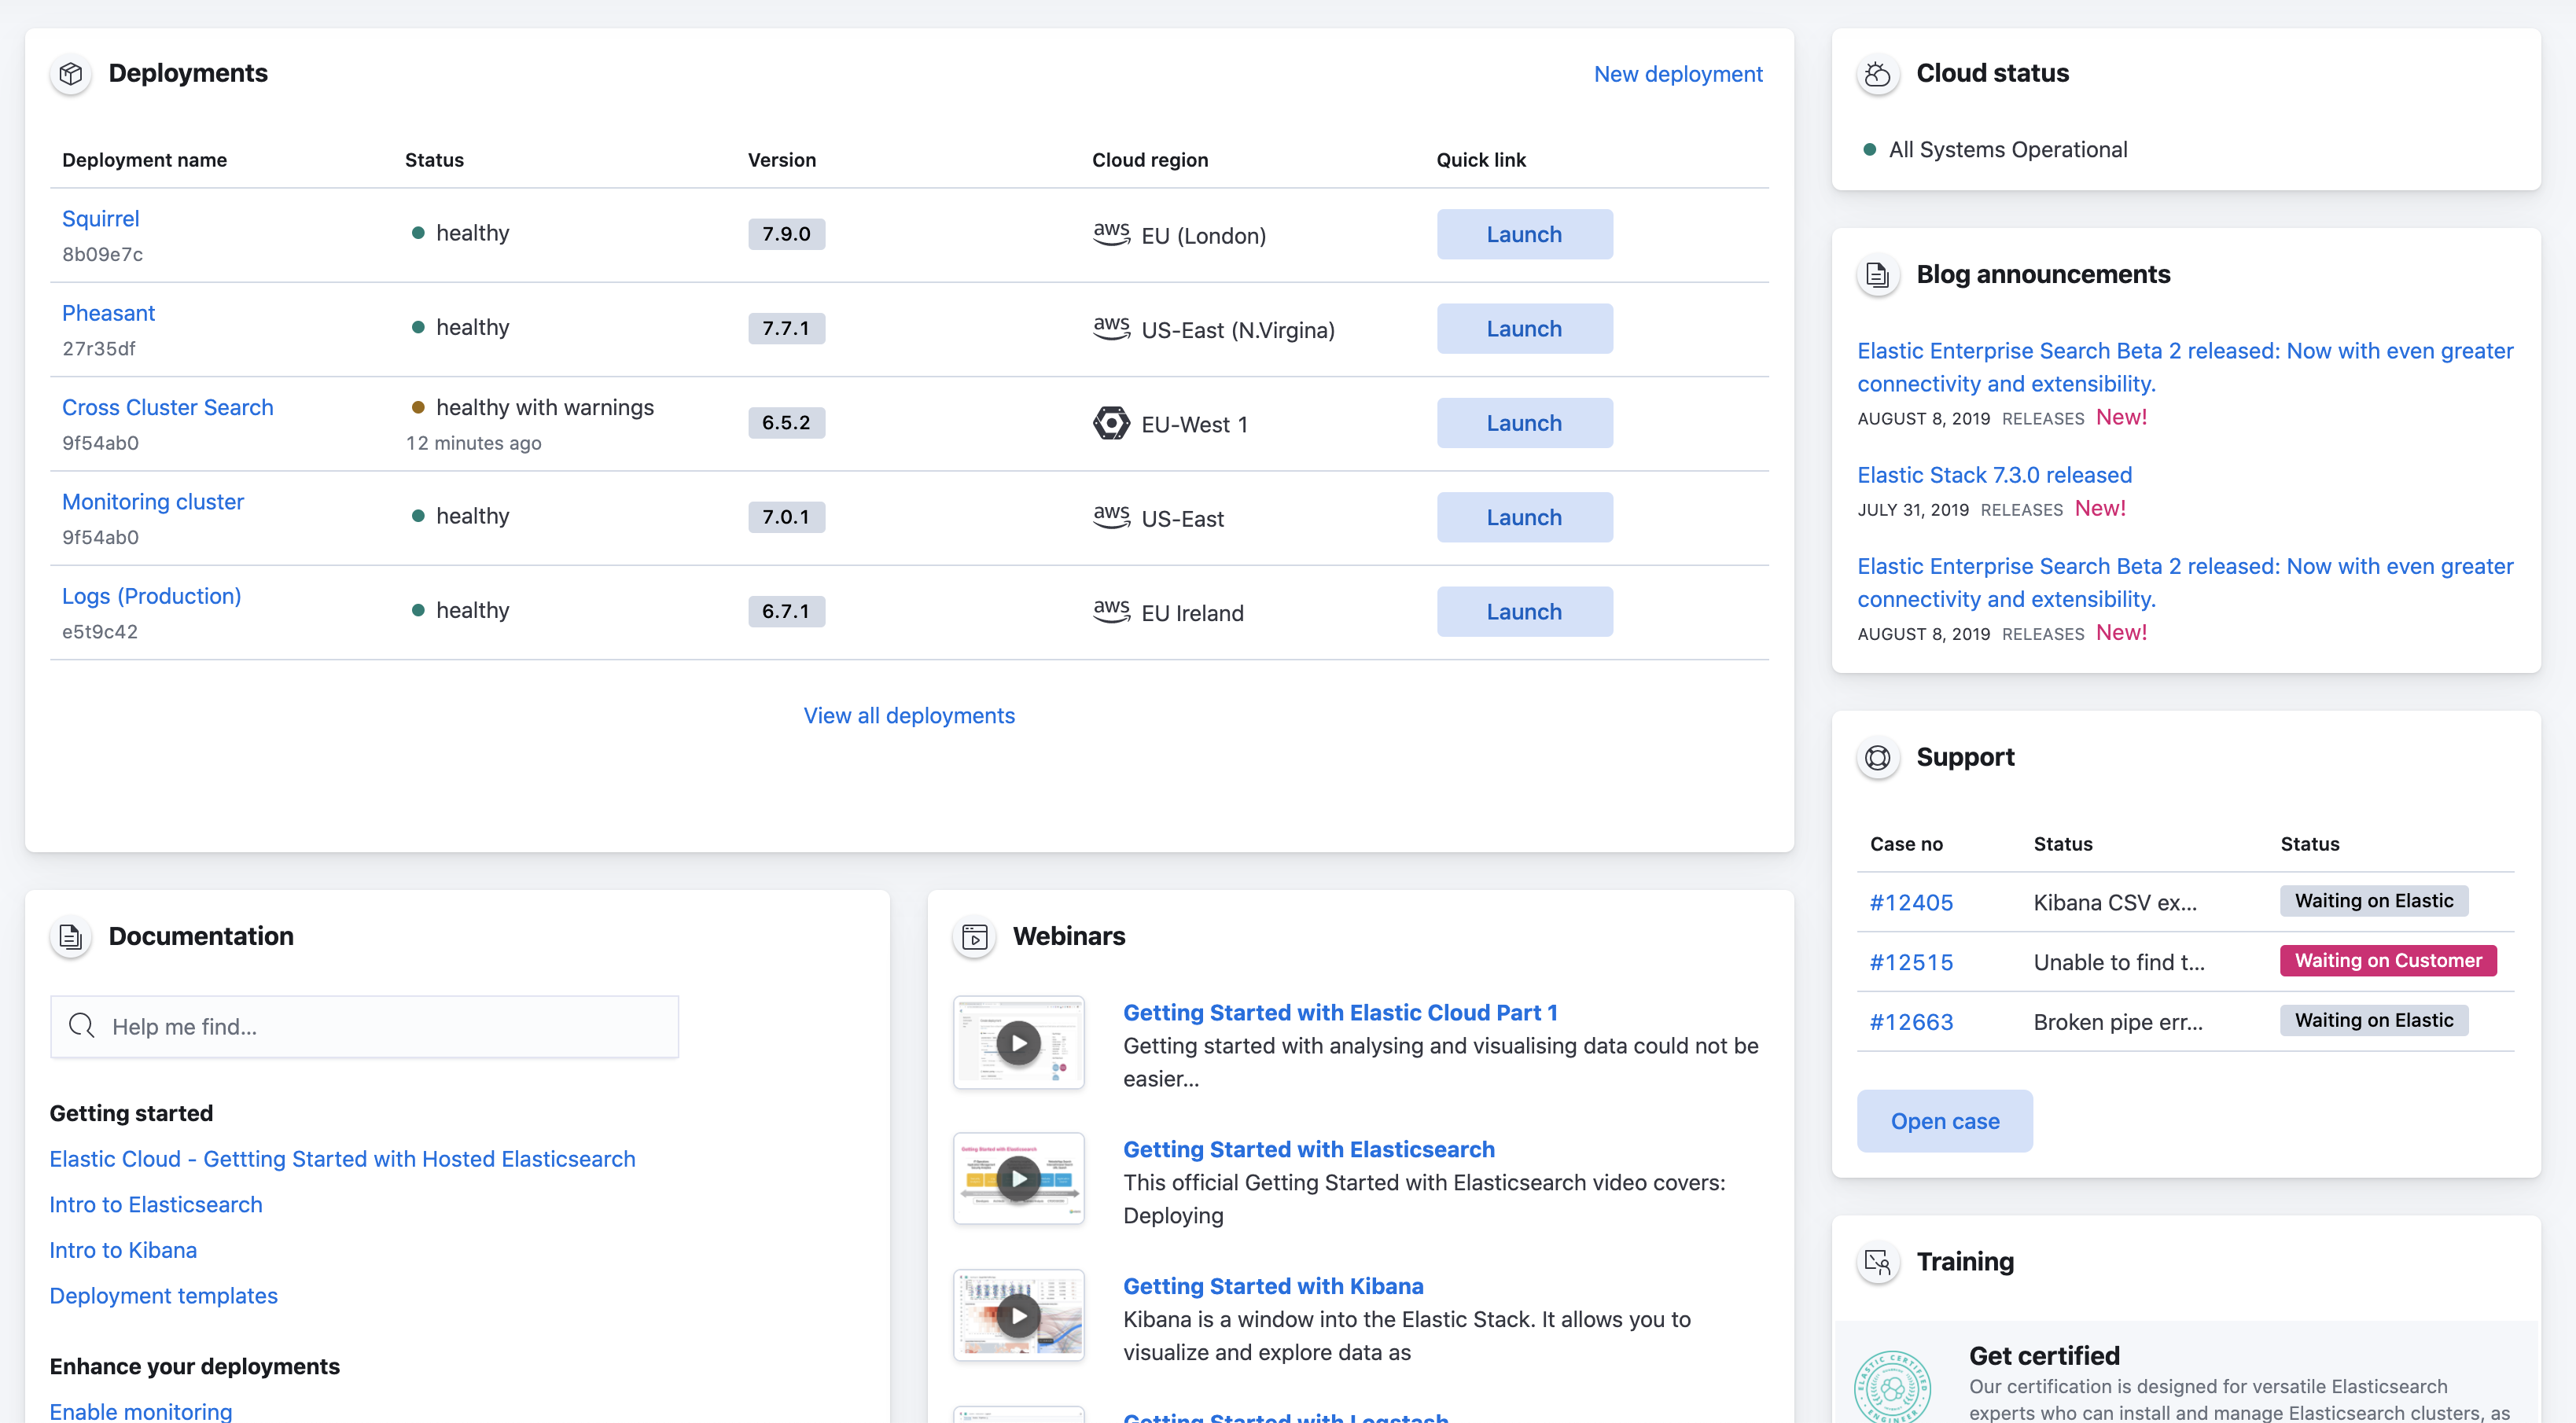 Deployments
New deployment
Deployment name Status Version Cloud region Quick link
Squirrel
8b09e7c
healthy
7.9.0
aws EU (London)
Launch
Pheasant
27r35df
healthy
7.7.1
aws US-East (N.Virgina)
Launch
Cross Cluster Search
9f54ab0
healthy with warnings
12 minutes ago
6.5.2
EU-West 1
Launch
Monitoring cluster
9f54ab0
healthy
7.0.1
aws US-East
Launch
Logs (Production)
e5t9c42
healthy
6.7.1
aws EU Ireland
Launch
View all deployments
Documentation
Help me find...
Getting started
Elastic Cloud - Gettting Started with Hosted Elasticsearch
Intro to Elasticsearch
Intro to Kibana
Deployment templates
Enhance your deployments
Enable monitoring
Webinars
Getting Started with Elastic Cloud Part 1
Getting started with analysing and visualising data could not be
easier...
Getting Started with Elasticsearch
Getting Started with Elasticsearch
This official Getting Started with Elasticsearch video covers:
Deploying
Getting Started with Kibana
Kibana is a window into the Elastic Stack. It allows you to
visualize and explore data as
Getting Started with Logstash
Cloud status
All Systems Operational
Blog announcements
Elastic Enterprise Search Beta 2 released: Now with even greater
connectivity and extensibility.
AUGUST 8, 2019 RELEASES New!
Elastic Stack 7.3.0 released
JULY 31, 2019 RELEASES New!
Elastic Enterprise Search Beta 2 released: Now with even greater
connectivity and extensibility.
AUGUST 8, 2019 RELEASES New!
Support
Case no Status Status
#12405 Kibana CSV ex... Waiting on Elastic
#12515 Unable to find t... Waiting on Customer
#12663 Broken pipe err... Waiting on Elastic
Open case
Training
ELASTIC CERTIFIED
ENGINEER
Get certified
Our certification is designed for versatile Elasticsearch
experts who can install and manage Elasticsearch clusters, as